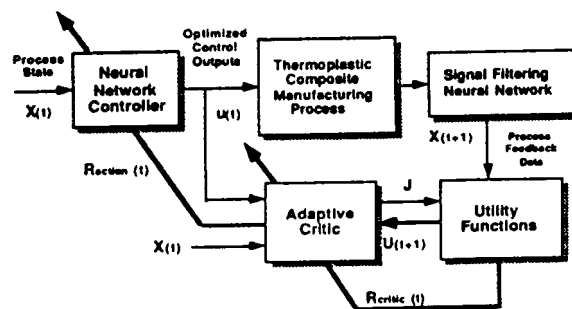 Optimized
Control
Outputs
Process
State
X(t)
Neural
Network
Controller
u(t)
Thermoplastic
Composite
Manufacturing
Process
Signal Filtering
Neural Network
X(t+1)
Process
Feedback
Data
Raction (t)
Adaptive
Critic
X(t)
J
U(t+1)
Utility
Functions
Rcritic (t)